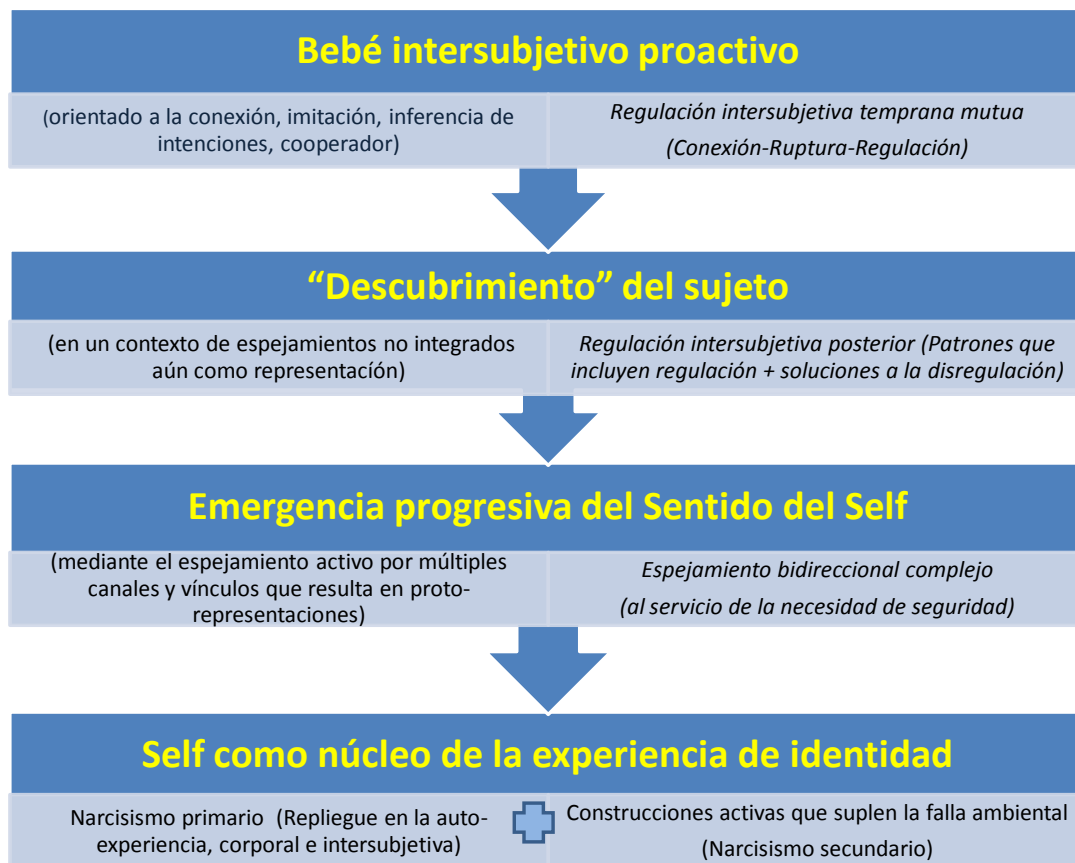 Bebé intersubjetivo proactivo
(orientado a la conexión, imitación, inferencia de
intenciones, cooperador)
Regulación intersubjetiva temprana mutua
(Conexión-Ruptura-Regulación)
“Descubrimiento” del sujeto
(en un contexto de espejamientos no integrados
aún como representacíón)
Regulación intersubjetiva posterior (Patrones que
incluyen regulación + soluciones a la disregulación)
Emergencia progresiva del Sentido del Self
(mediante el espejamiento activo por múltiples
canales y vínculos que resulta en proto-
representaciones)
Espejamiento bidireccional complejo
(al servicio de la necesidad de seguridad)
Self como núcleo de la experiencia de identidad
Narcisismo primario (Repliegue en la auto-
experiencia, corporal e intersubjetiva)
Construcciones activas que suplen la falla ambiental
(Narcisismo secundario)